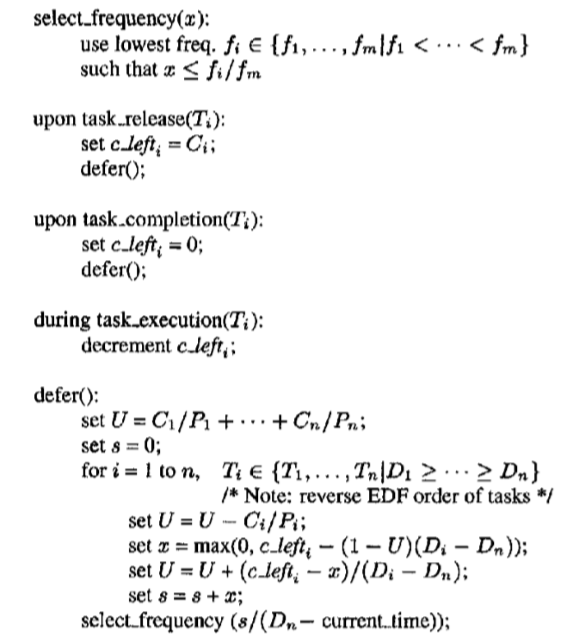 select_frequency(x):
use lowest freq. fᵢ ∈ {f₁, . . . , fₘ|f₁ < · · · < fₘ}
such that x ≤ fᵢ/fₘ
upon task_release(Tᵢ):
set c_leftᵢ = Cᵢ;
defer();
upon task_completion(Tᵢ):
set c_leftᵢ = 0;
defer();
during task_execution(Tᵢ):
decrement c_leftᵢ;
defer():
set U = C₁/P₁ + · · · + Cₙ/Pₙ;
set s = 0;
for i = 1 to n, Tᵢ ∈ {T₁, . . . , Tₙ|D₁ ≥ · · · ≥ Dₙ}
/* Note: reverse EDF order of tasks */
set U = U − Cᵢ/Pᵢ;
set x = max(0, c_leftᵢ − (1 − U)(Dᵢ − Dₙ));
set U = U + (c_leftᵢ − x)/(Dᵢ − Dₙ);
set s = s + x;
select_frequency (s/(Dₙ− current_time));